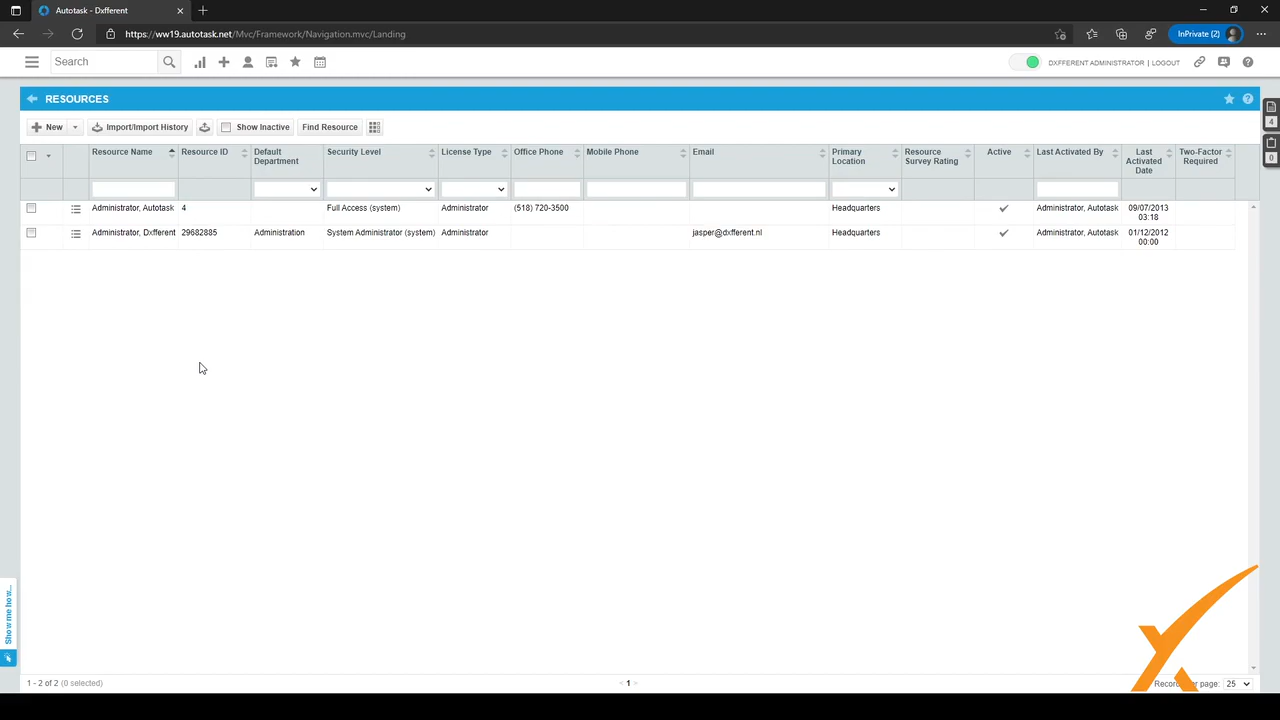 Autotask - Dxfferent
https://ww19.autotask.net/Mvc/Framework/Navigation.mvc/Landing
InPrivate (2)
Search
DXFFERENT ADMINISTRATOR | LOGOUT
RESOURCES
New
Import/Import History
Show Inactive
Find Resource
4
0
Resource Name
Resource ID
Default
Department
Security Level
License Type
Office Phone
Mobile Phone
Email
Primary
Location
Resource
Survey Rating
Active
Last Activated By
Last
Activated
Date
Two-Factor
Required
Administrator, Autotask 4 Full Access (system) Administrator (518) 720-3500 Headquarters Administrator, Autotask 09/07/2013
03:18
Administrator, Dxfferent 29682885 Administration System Administrator (system) Administrator jasper@dxfferent.nl Headquarters Administrator, Autotask 01/12/2012
00:00
Show me how...
1 - 2 of 2 (0 selected)
< 1 >
page: 25